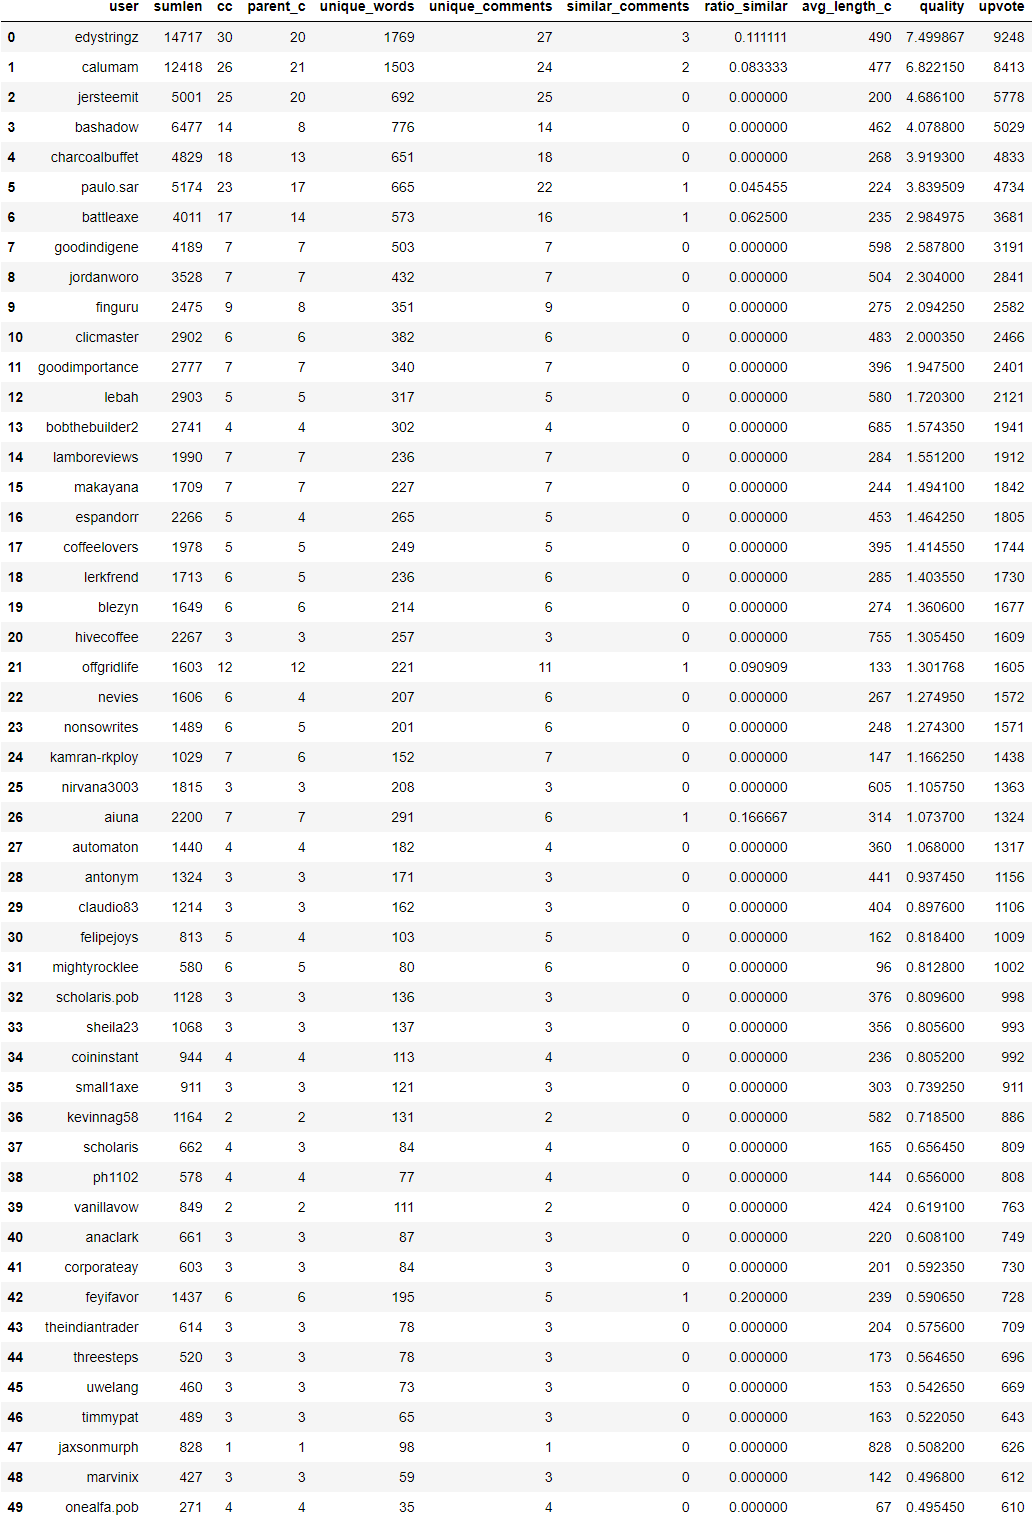 user sumlen cc parent_c unique_words unique_comments similar_comments ratio_similar avg_length_c quality upvote
0 edystringz 14717 30 20 1769 27 3 0.111111 490 7.499867 9248
1 calumam 12418 26 21 1503 24 2 0.083333 477 6.822150 8413
2 jersteemit 5001 25 20 692 25 0 0.000000 200 4.686100 5778
3 bashadow 6477 14 8 776 14 0 0.000000 462 4.078800 5029
4 charcoalbuffet 4829 18 13 651 18 0 0.000000 268 3.919300 4833
5 paulo.sar 5174 23 17 665 22 1 0.045455 224 3.839509 4734
6 battleaxe 4011 17 14 573 16 1 0.062500 235 2.984975 3681
7 goodindigene 4189 7 7 503 7 0 0.000000 598 2.587800 3191
8 jordanworo 3528 7 7 432 7 0 0.000000 504 2.304000 2841
9 finguru 2475 9 8 351 9 0 0.000000 275 2.094250 2582
10 clicmaster 2902 6 6 382 6 0 0.000000 483 2.000350 2466
11 goodimportance 2777 7 7 340 7 0 0.000000 396 1.947500 2401
12 lebah 2903 5 5 317 5 0 0.000000 580 1.720300 2121
13 bobthebuilder2 2741 4 4 302 4 0 0.000000 685 1.574350 1941
14 lamboreviews 1990 7 7 236 7 0 0.000000 284 1.551200 1912
15 makayana 1709 7 7 227 7 0 0.000000 244 1.494100 1842
16 espandorr 2266 5 4 265 5 0 0.000000 453 1.464250 1805
17 coffeelovers 1978 5 5 249 5 0 0.000000 395 1.414550 1744
18 lerkfrend 1713 6 5 236 6 0 0.000000 285 1.403550 1730
19 blezyn 1649 6 6 214 6 0 0.000000 274 1.360600 1677
20 hivecoffee 2267 3 3 257 3 0 0.000000 755 1.305450 1609
21 offgridlife 1603 12 12 221 11 1 0.090909 133 1.301768 1605
22 nevies 1606 6 4 207 6 0 0.000000 267 1.274950 1572
23 nonsowrites 1489 6 5 201 6 0 0.000000 248 1.274300 1571
24 kamran-rkploy 1029 7 6 152 7 0 0.000000 147 1.166250 1438
25 nirvana3003 1815 3 3 208 3 0 0.000000 605 1.105750 1363
26 aiuna 2200 7 7 291 6 1 0.166667 314 1.073700 1324
27 automaton 1440 4 4 182 4 0 0.000000 360 1.068000 1317
28 antonym 1324 3 3 171 3 0 0.000000 441 0.937450 1156
29 claudio83 1214 3 3 162 3 0 0.000000 404 0.897600 1106
30 felipejoys 813 5 4 103 5 0 0.000000 162 0.818400 1009
31 mightyrocklee 580 6 5 80 6 0 0.000000 96 0.812800 1002
32 scholaris.pob 1128 3 3 136 3 0 0.000000 376 0.809600 998
33 sheila23 1068 3 3 137 3 0 0.000000 356 0.805600 993
34 coininstant 944 4 4 113 4 0 0.000000 236 0.805200 992
35 small1axe 911 3 3 121 3 0 0.000000 303 0.739250 911
36 kevinnag58 1164 2 2 131 2 0 0.000000 582 0.718500 886
37 scholaris 662 4 3 84 4 0 0.000000 165 0.656450 809
38 ph1102 578 4 4 77 4 0 0.000000 144 0.656000 808
39 vanillavow 849 2 2 111 2 0 0.000000 424 0.619100 763
40 anaclark 661 3 3 87 3 0 0.000000 220 0.608100 749
41 corporateay 603 3 3 84 3 0 0.000000 201 0.592350 730
42 feyifavor 1437 6 6 195 5 1 0.200000 239 0.590650 728
43 theindiantrader 614 3 3 78 3 0 0.000000 204 0.575600 709
44 threesteps 520 3 3 78 3 0 0.000000 173 0.564650 696
45 uwelang 460 3 3 73 3 0 0.000000 153 0.542650 669
46 timmypat 489 3 3 65 3 0 0.000000 163 0.522050 643
47 jaxsonmurph 828 1 1 98 1 0 0.000000 828 0.508200 626
48 marvinix 427 3 3 59 3 0 0.000000 142 0.496800 612
49 onealfa.pob 271 4 4 35 4 0 0.000000 67 0.495450 610